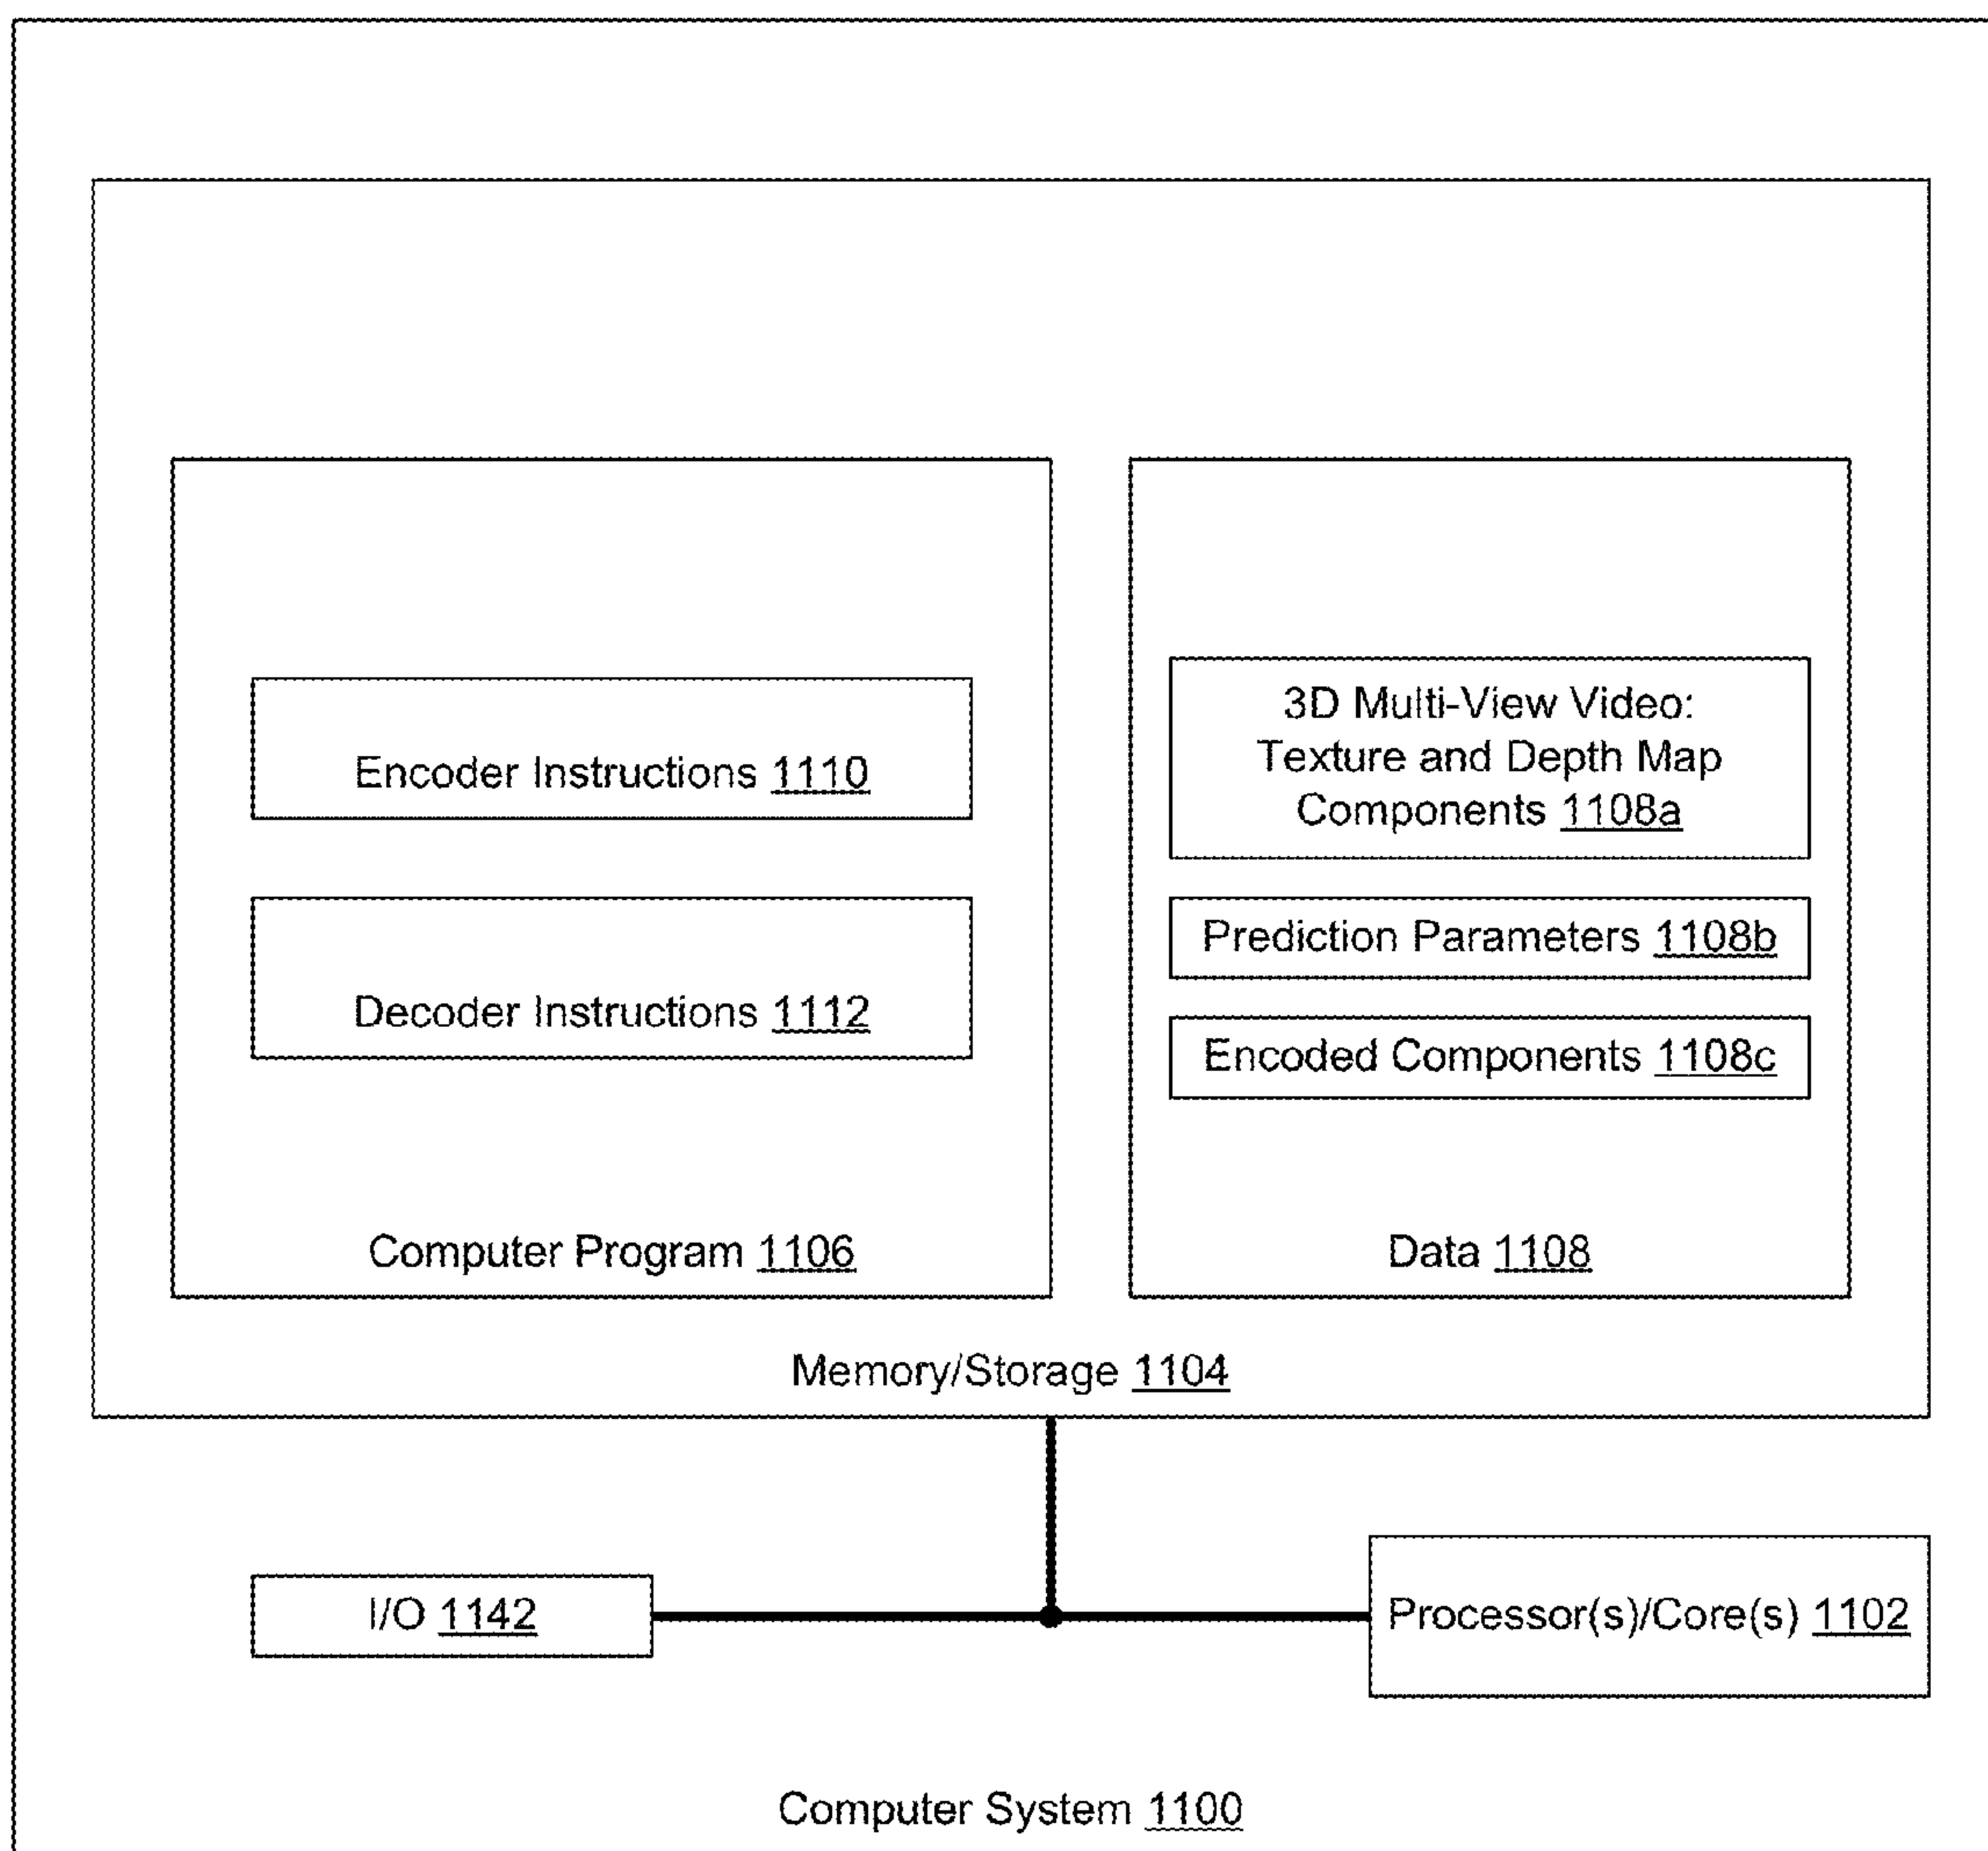 Encoder Instructions 1110
Decoder Instructions 1112
Computer Program 1106
3D Multi-View Video:
Texture and Depth Map
Components 1108a
Prediction Parameters 1108b
Encoded Components 1108c
Data 1108
Memory/Storage 1104
I/O 1142
Processor(s)/Core(s) 1102
Computer System 1100